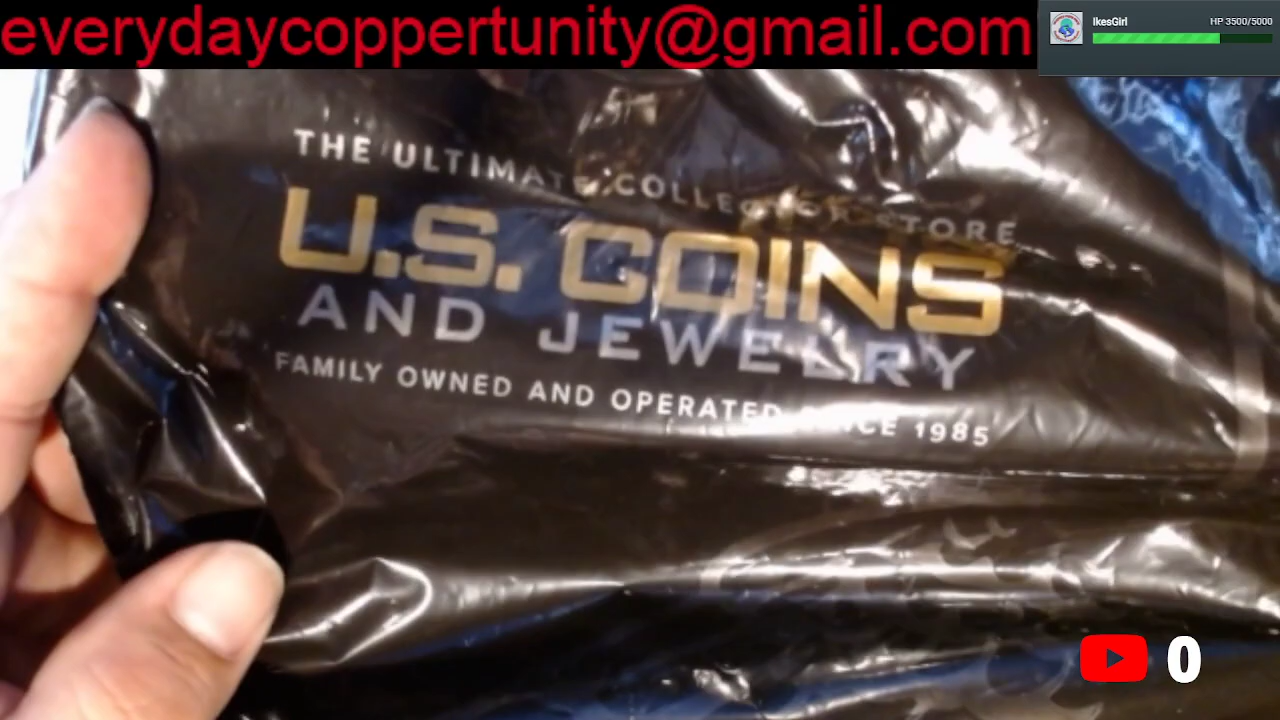 everydaycoppertunity@gmail.com
IkesGirl HP 3500/5000
THE ULTIMATE COLLECTOR STORE
U.S. COINS
AND JEWELRY
FAMILY OWNED AND OPERATED SINCE 1985
0